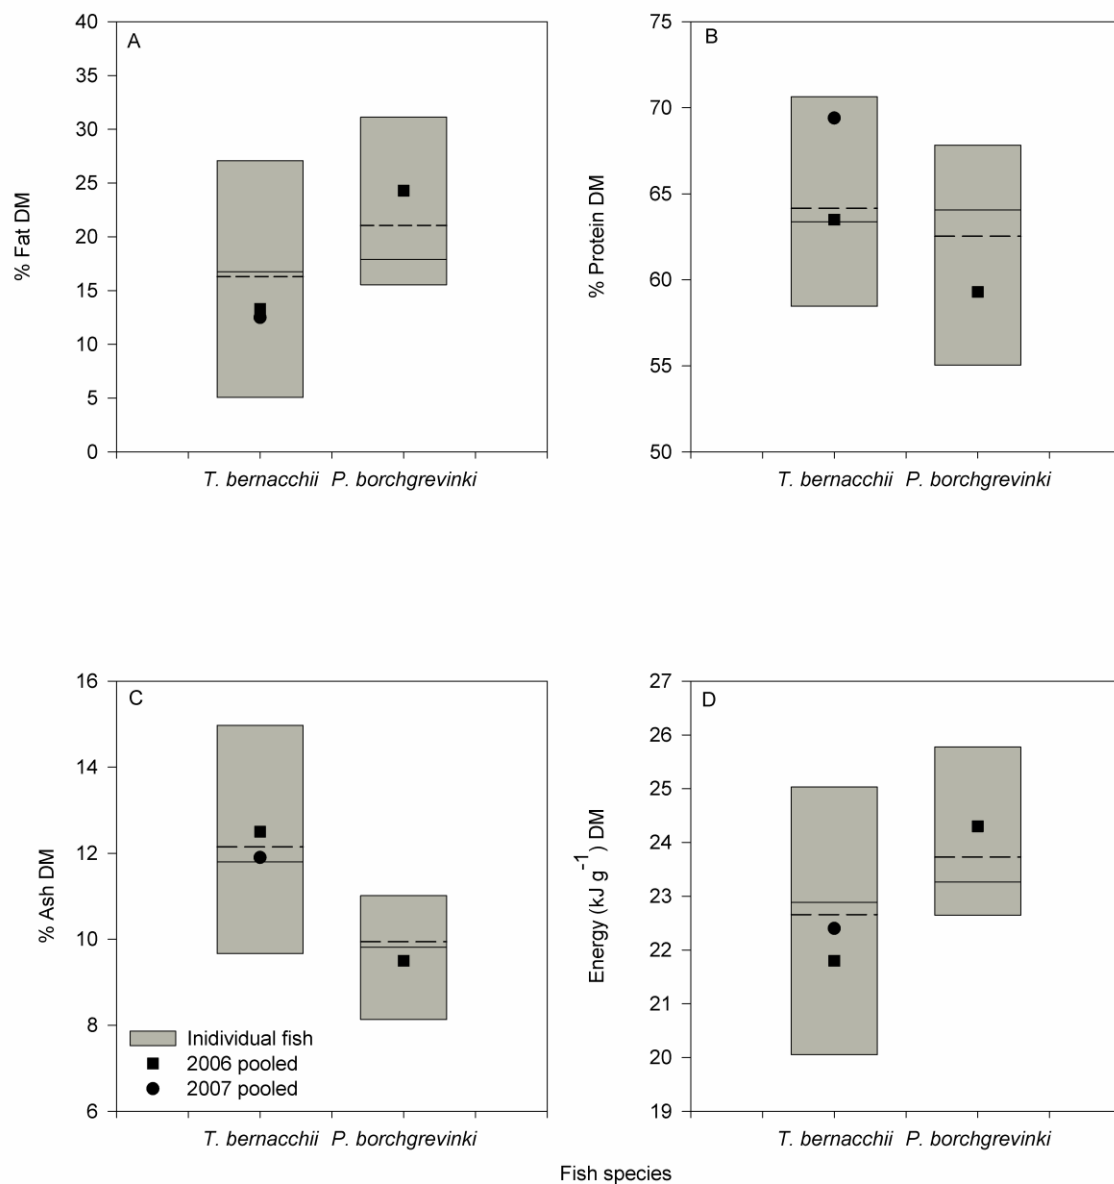 A
40
35
30
25
20
15
10
5
0
% Fat DM
T. bernacchii P. borchgrevinki
B
75
70
65
60
55
50
% Protein DM
T. bernacchii P. borchgrevinki
C
16
14
12
10
8
6
% Ash DM
Inidividual fish
2006 pooled
2007 pooled
T. bernacchii P. borchgrevinki
D
27
26
25
24
23
22
21
20
19
Energy (kJ g⁻¹) DM
T. bernacchii P. borchgrevinki
Fish species